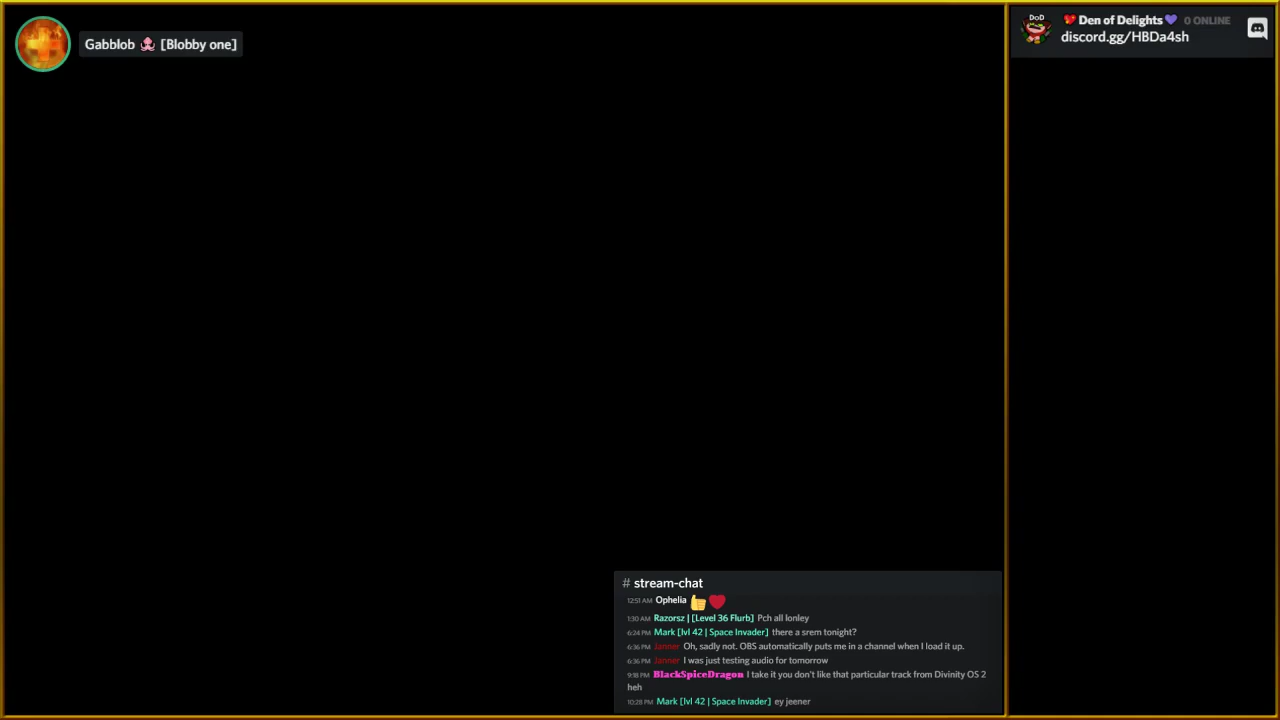 Gabblob 🐙 [Blobby one]
DoD
💖 Den of Delights 💜 0 ONLINE
discord.gg/HBDa4sh
# stream-chat
12:51 AM Ophelia 👍❤️
1:30 AM Razorsz | [Level 36 Flurb] Pch all lonley
6:24 PM Mark [lvl 42 | Space Invader] there a srem tonight?
6:36 PM Janner Oh, sadly not. OBS automatically puts me in a channel when I load it up.
6:36 PM Janner I was just testing audio for tomorrow
9:18 PM BlackSpiceDragon I take it you don't like that particular track from Divinity OS 2
heh
10:28 PM Mark [lvl 42 | Space Invader] ey jeener